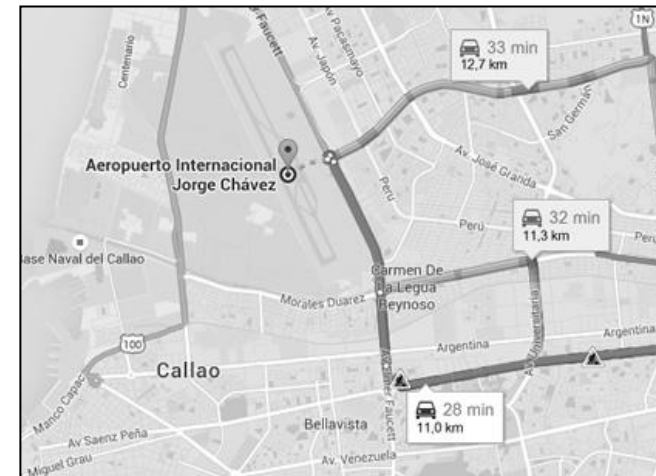 1N
Centenario
Faucett
Av. Pacasmayo
Av. Japón
33 min
12,7 km
San Germán
Av. José Granda
Aeropuerto Internacional
Jorge Chávez
Perú
Perú
Perú
32 min
11,3 km
Base Naval del Callao
Carmen De
La Legua
Reynoso
Morales Duarez
Av. Universitaria
100
Argentina
Argentina
Callao
Manco Capac
Faucett
28 min
11,0 km
Bellavista
Av Saenz Peña
Miguel Grau
Av. Venezuela